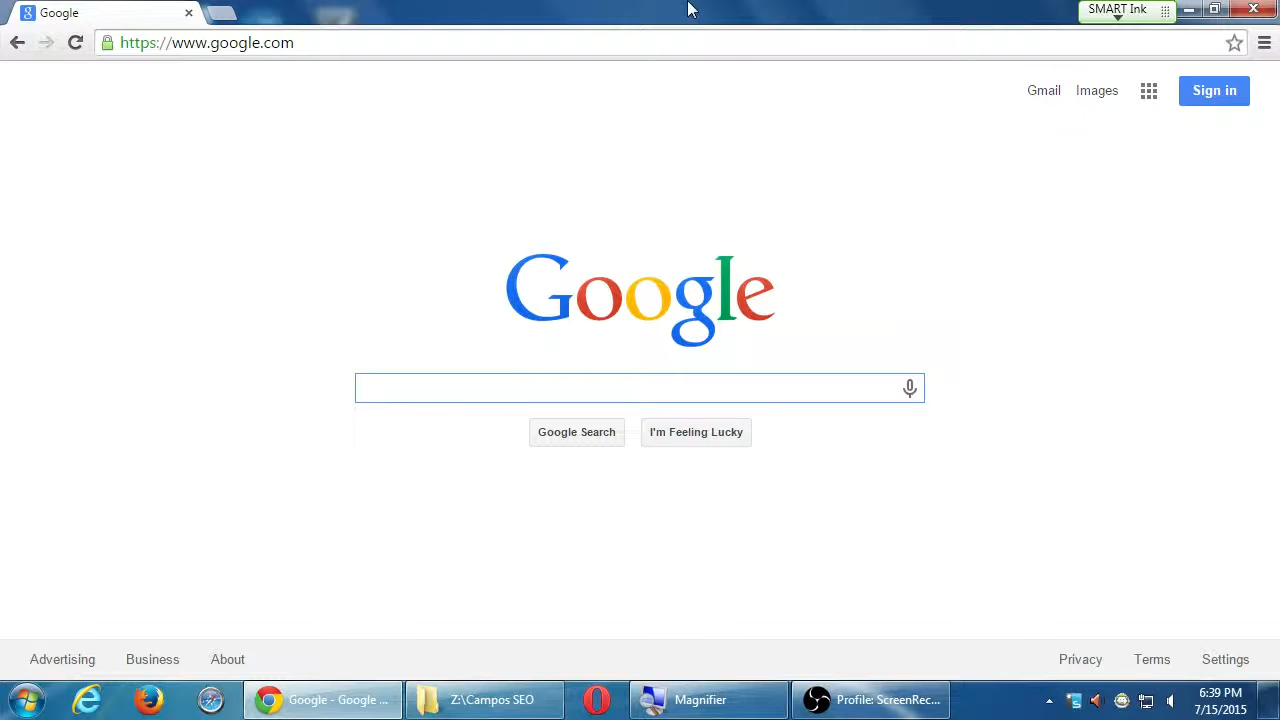 Google
SMART Ink
https://www.google.com
Gmail Images Sign in
Google
Google Search I'm Feeling Lucky
Advertising Business About Privacy Terms Settings
Google - Google ... Z:\Campos SEO Magnifier Profile: ScreenRec... 6:39 PM
7/15/2015